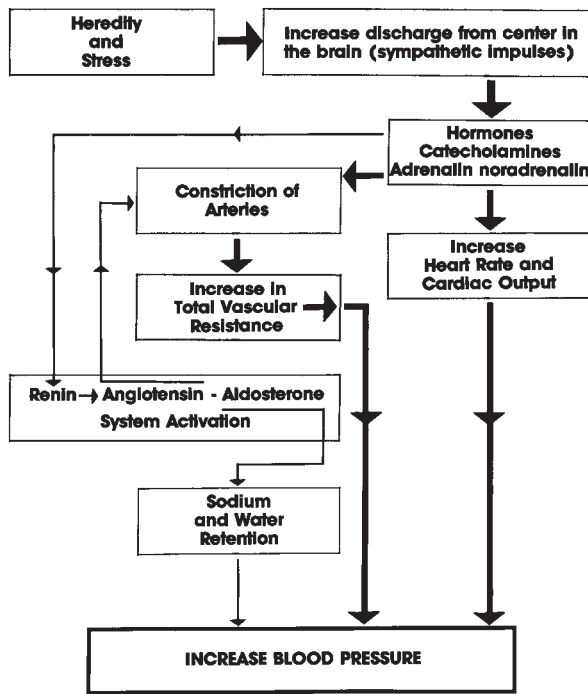 Heredity
and
Stress
Increase discharge from center in
the brain (sympathetic impulses)
Hormones
Catecholamines
Adrenalin noradrenalin
Constriction of
Arteries
Increase
Heart Rate and
Cardiac Output
Increase in
Total Vascular
Resistance
Renin Angiotensin - Aldosterone
System Activation
Sodium
and Water
Retention
INCREASE BLOOD PRESSURE